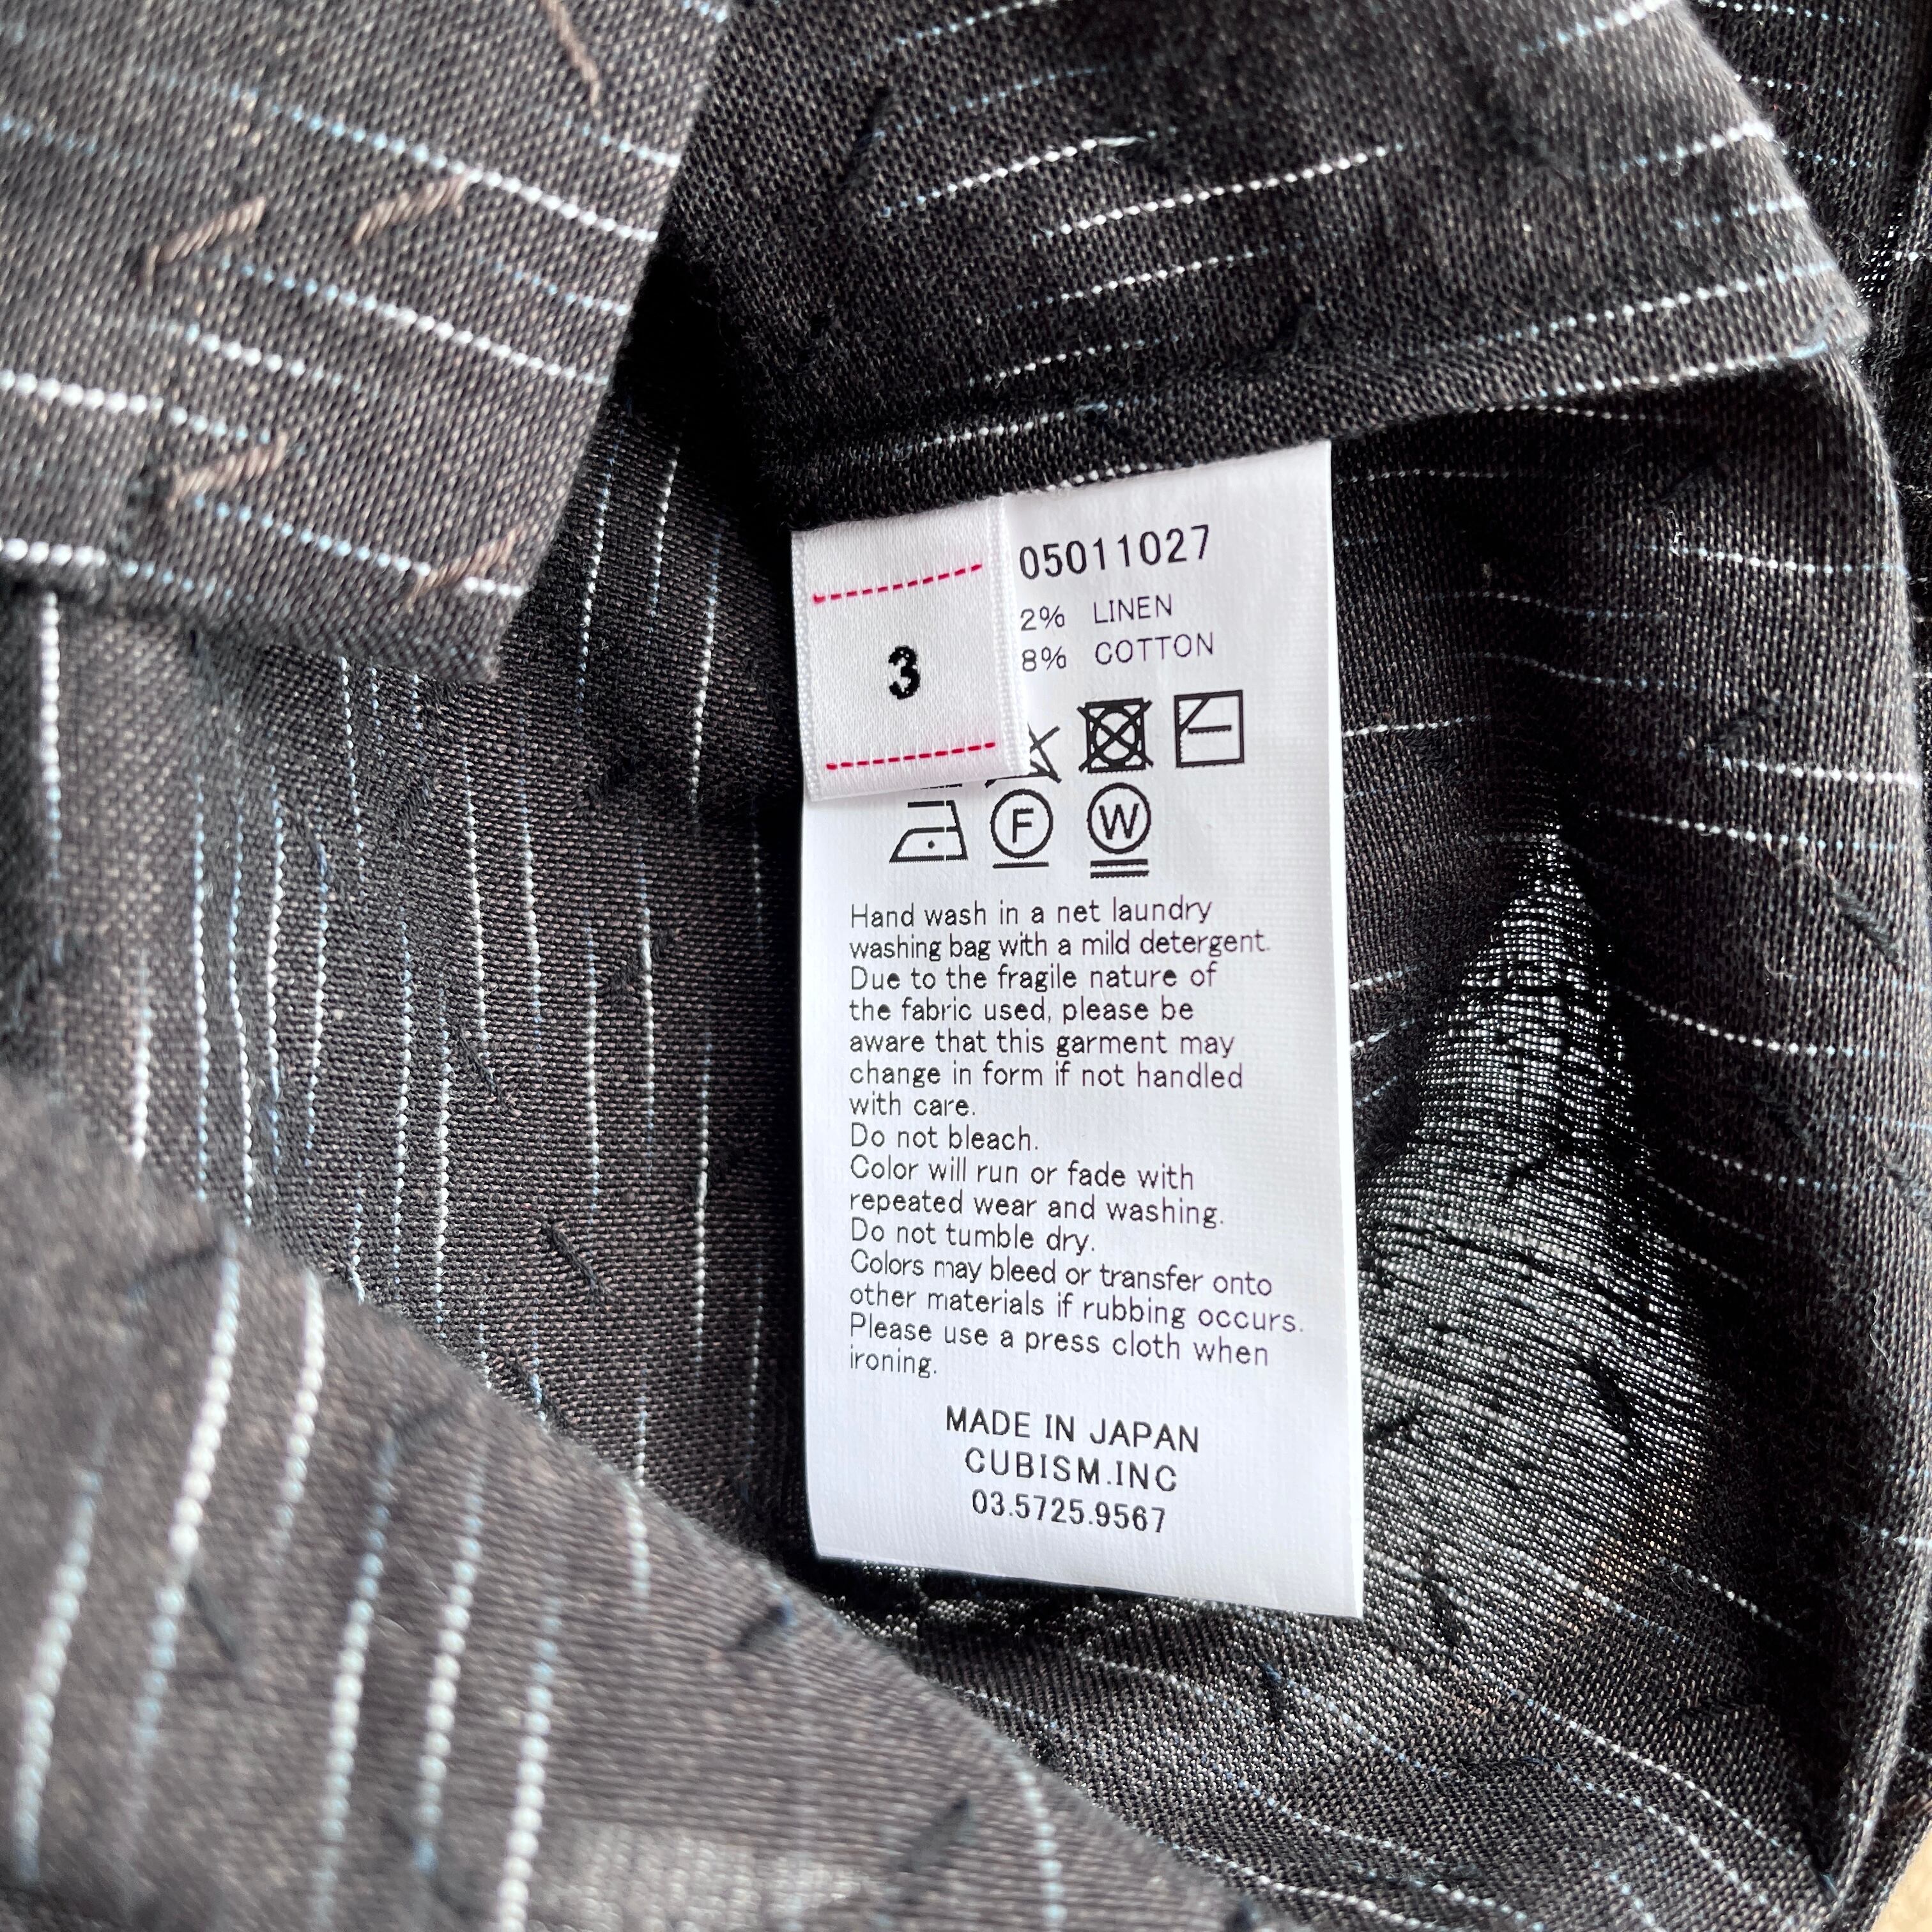 3
05011027
2% LINEN
8% COTTON
F W
Hand wash in a net laundry
washing bag with a mild detergent.
Due to the fragile nature of
the fabric used, please be
aware that this garment may
change in form if not handled
with care.
Do not bleach.
Color will run or fade with
repeated wear and washing.
Do not tumble dry.
Colors may bleed or transfer onto
other materials if rubbing occurs.
Please use a press cloth when
ironing.
MADE IN JAPAN
CUBISM.INC
03.5725.9567